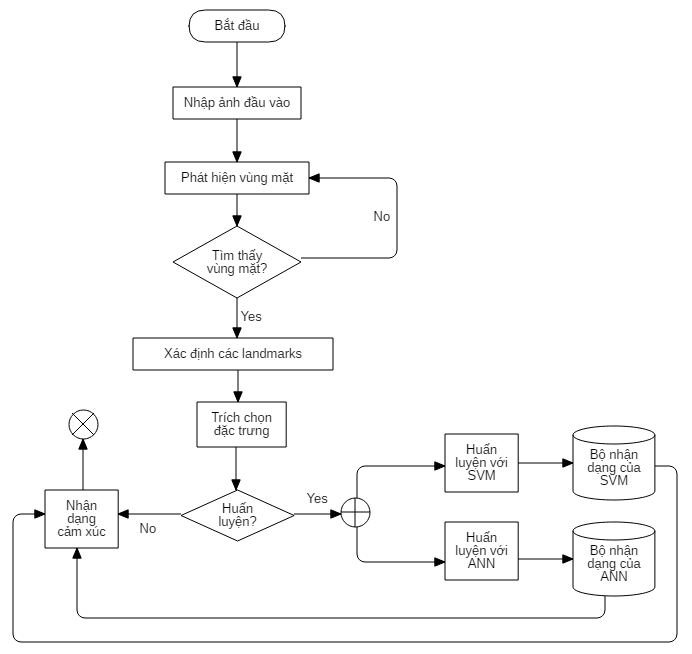 Bắt đầu
Nhập ảnh đầu vào
Phát hiện vùng mặt
No
Tìm thấy
vùng mặt?
Yes
Xác định các landmarks
Trích chọn
đặc trưng
Huấn
luyện?
Yes
No
Nhận
dạng
cảm xúc
Huấn
luyện với
SVM
Bộ nhận
dạng của
SVM
Huấn
luyện với
ANN
Bộ nhận
dạng của
ANN